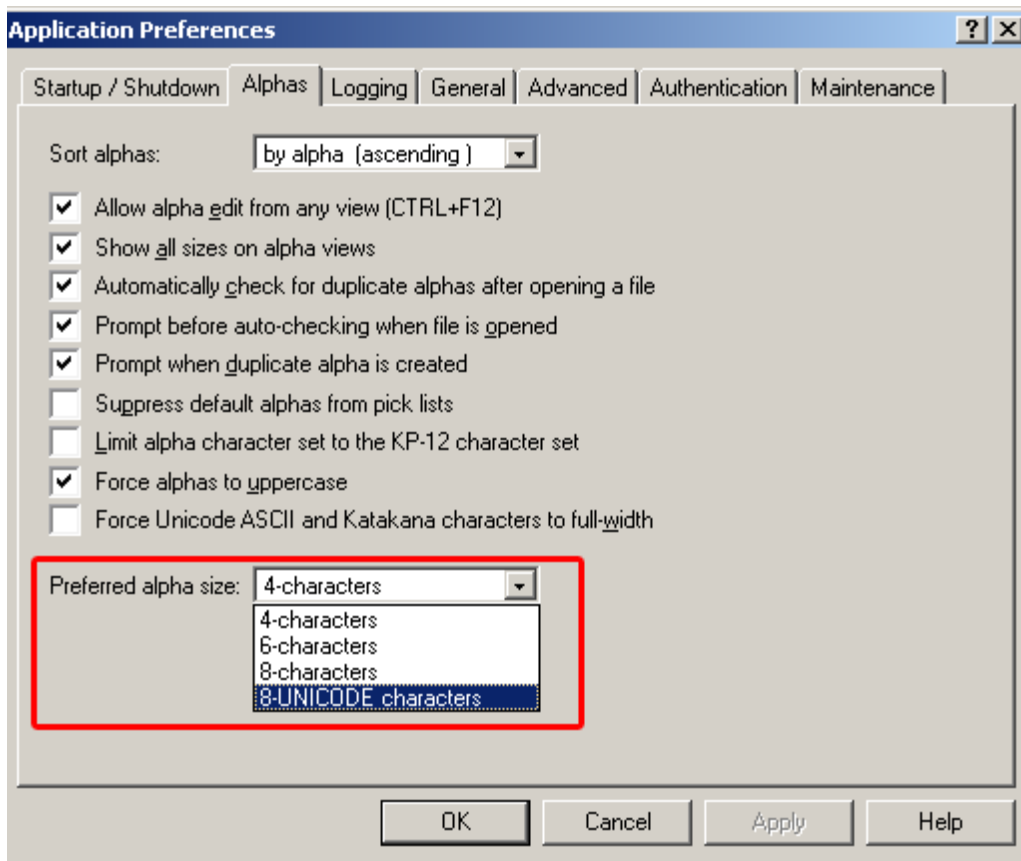 Application Preferences
Startup / Shutdown Alphas Logging General Advanced Authentication Maintenance
Sort alphas: by alpha (ascending )
Allow alpha edit from any view (CTRL+F12)
Show all sizes on alpha views
Automatically check for duplicate alphas after opening a file
Prompt before auto-checking when file is opened
Prompt when duplicate alpha is created
Suppress default alphas from pick lists
Limit alpha character set to the KP-12 character set
Force alphas to uppercase
Force Unicode ASCII and Katakana characters to full-width
Preferred alpha size: 4-characters
4-characters
6-characters
8-characters
8-UNICODE characters
OK Cancel Apply Help